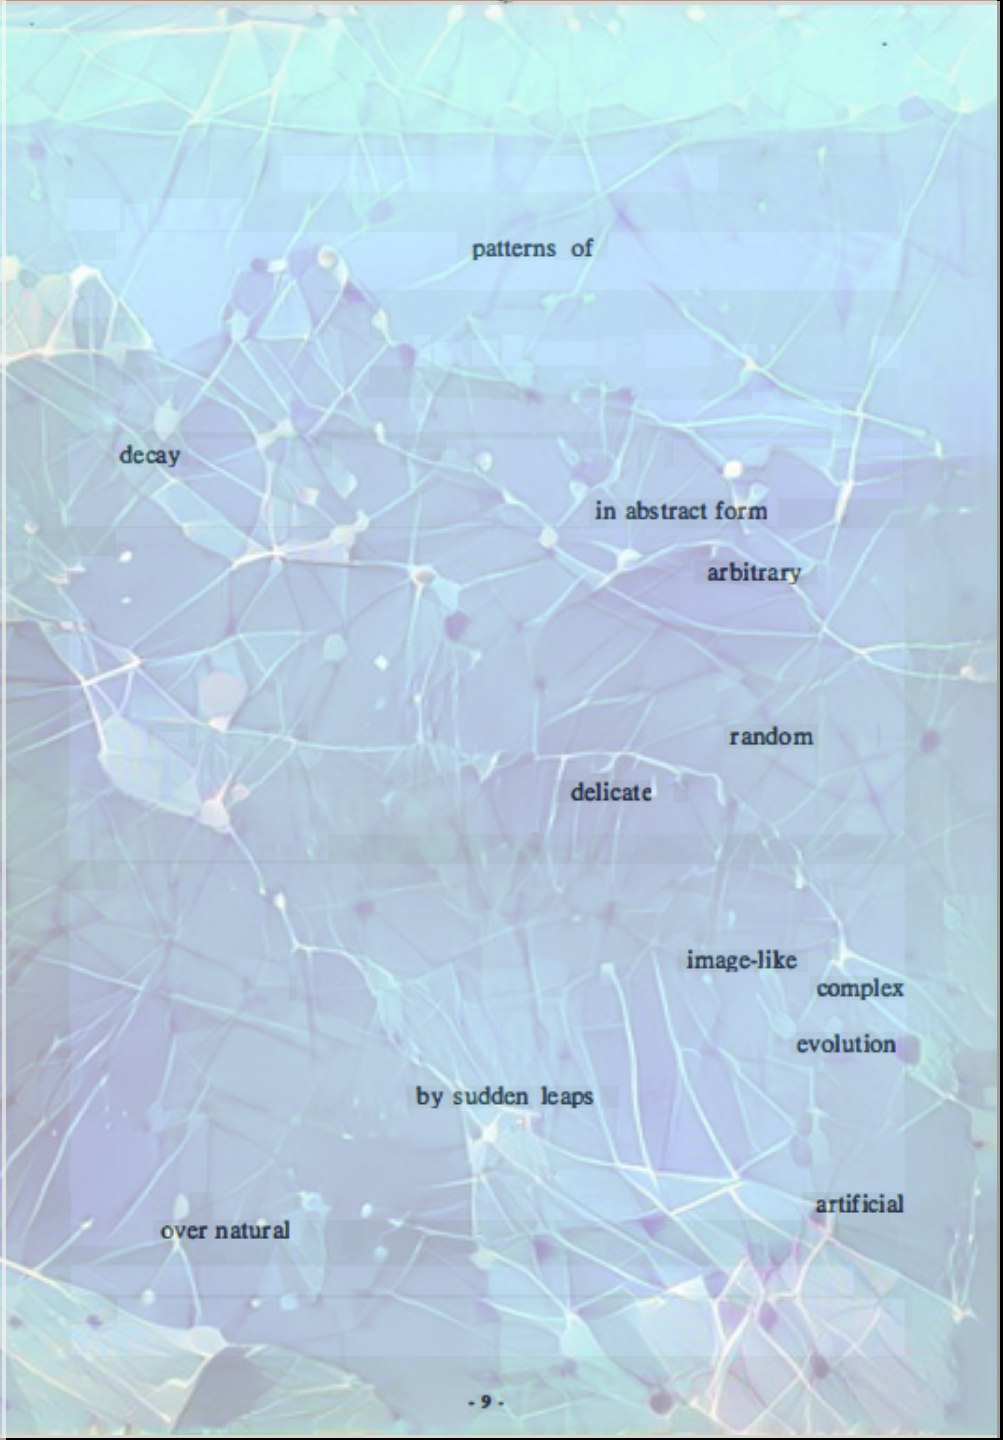 patterns of
decay
in abstract form
arbitrary
random
delicate
image-like
complex
evolution
by sudden leaps
artificial
over natural
- 9 -